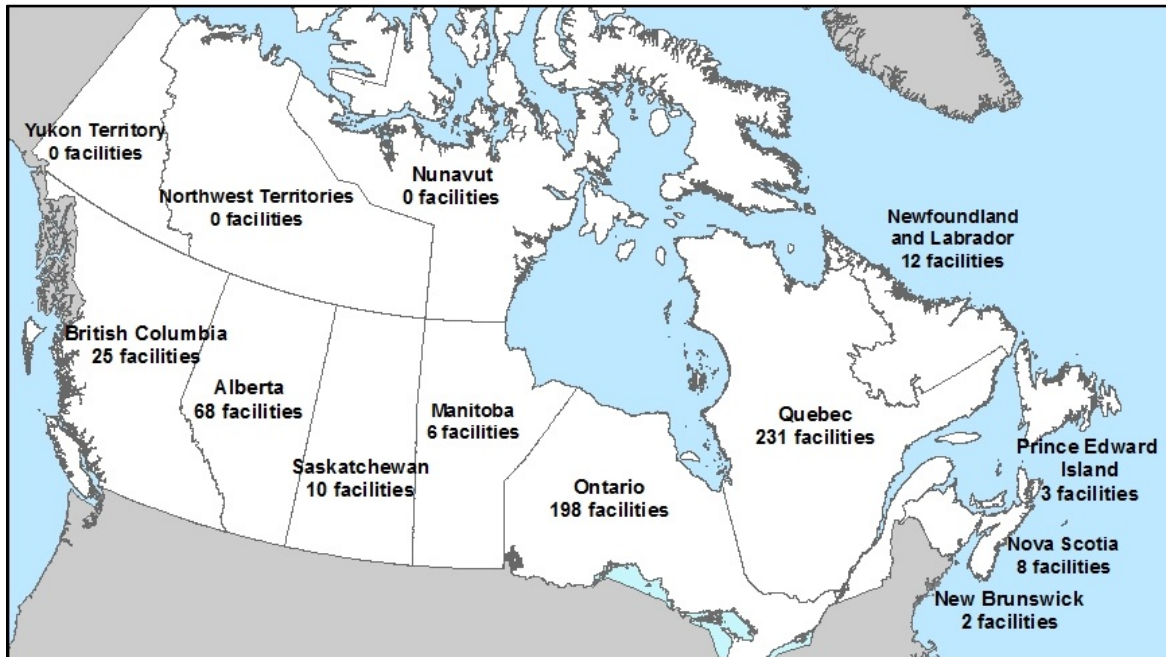 Yukon Territory
0 facilities
Northwest Territories
0 facilities
Nunavut
0 facilities
Newfoundland
and Labrador
12 facilities
British Columbia
25 facilities
Alberta
68 facilities
Saskatchewan
10 facilities
Manitoba
6 facilities
Ontario
198 facilities
Quebec
231 facilities
Prince Edward
Island
3 facilities
Nova Scotia
8 facilities
New Brunswick
2 facilities